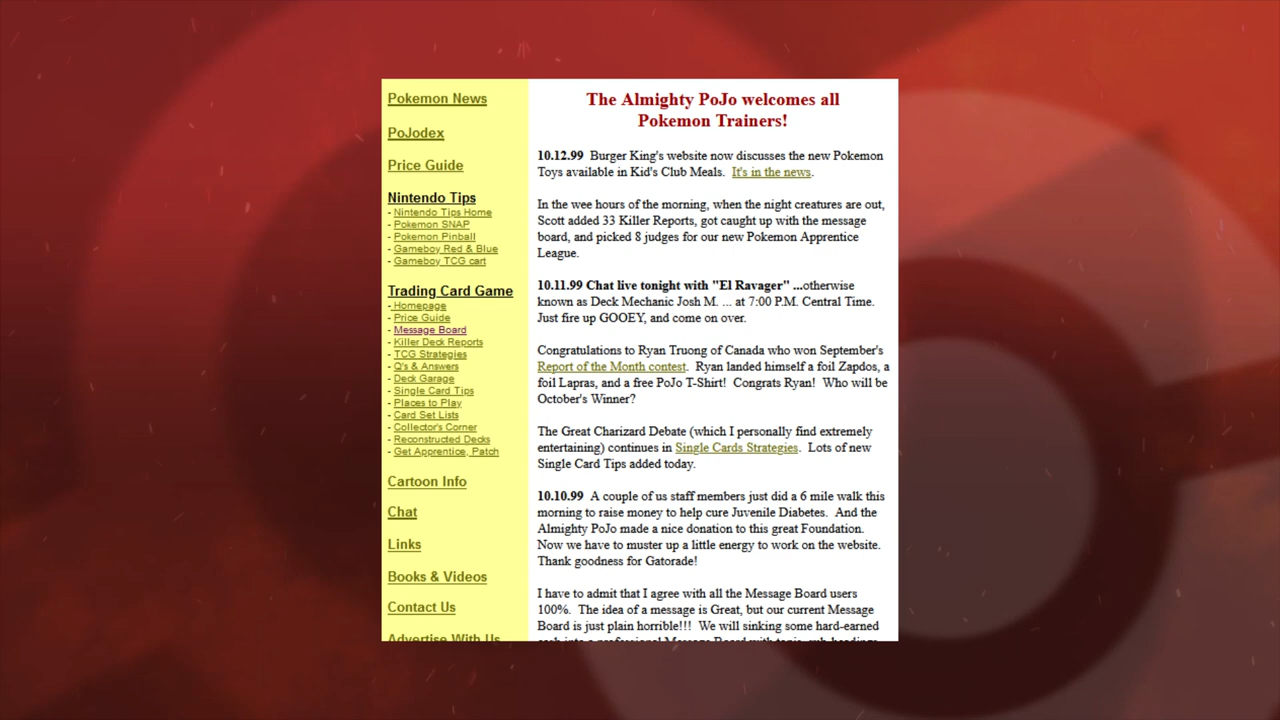 Pokemon News
PoJodex
Price Guide
Nintendo Tips
- Nintendo Tips Home
- Pokemon SNAP
- Pokemon Pinball
- Gameboy Red & Blue
- Gameboy TCG cart
Trading Card Game
- Homepage
- Price Guide
- Message Board
- Killer Deck Reports
- TCG Strategies
- Q's & Answers
- Deck Garage
- Single Card Tips
- Places to Play
- Card Set Lists
- Collector's Corner
- Reconstructed Decks
- Get Apprentice, Patch
Cartoon Info
Chat
Links
Books & Videos
Contact Us
Advertise With Us
The Almighty PoJo welcomes all
Pokemon Trainers!
10.12.99 Burger King's website now discusses the new Pokemon
Toys available in Kid's Club Meals. It's in the news.
In the wee hours of the morning, when the night creatures are out,
Scott added 33 Killer Reports, got caught up with the message
board, and picked 8 judges for our new Pokemon Apprentice
League.
10.11.99 Chat live tonight with "El Ravager" ...otherwise
known as Deck Mechanic Josh M. ... at 7:00 P.M. Central Time.
Just fire up GOOEY, and come on over.
Congratulations to Ryan Truong of Canada who won September's
Report of the Month contest. Ryan landed himself a foil Zapdos, a
foil Lapras, and a free PoJo T-Shirt! Congrats Ryan! Who will be
October's Winner?
The Great Charizard Debate (which I personally find extremely
entertaining) continues in Single Cards Strategies. Lots of new
Single Card Tips added today.
10.10.99 A couple of us staff members just did a 6 mile walk this
morning to raise money to help cure Juvenile Diabetes. And the
Almighty PoJo made a nice donation to this great Foundation.
Now we have to muster up a little energy to work on the website.
Thank goodness for Gatorade!
I have to admit that I agree with all the Message Board users
100%. The idea of a message is Great, but our current Message
Board is just plain horrible!!! We will sinking some hard-earned
cash into a professional Message Board with topic, sub-headings,